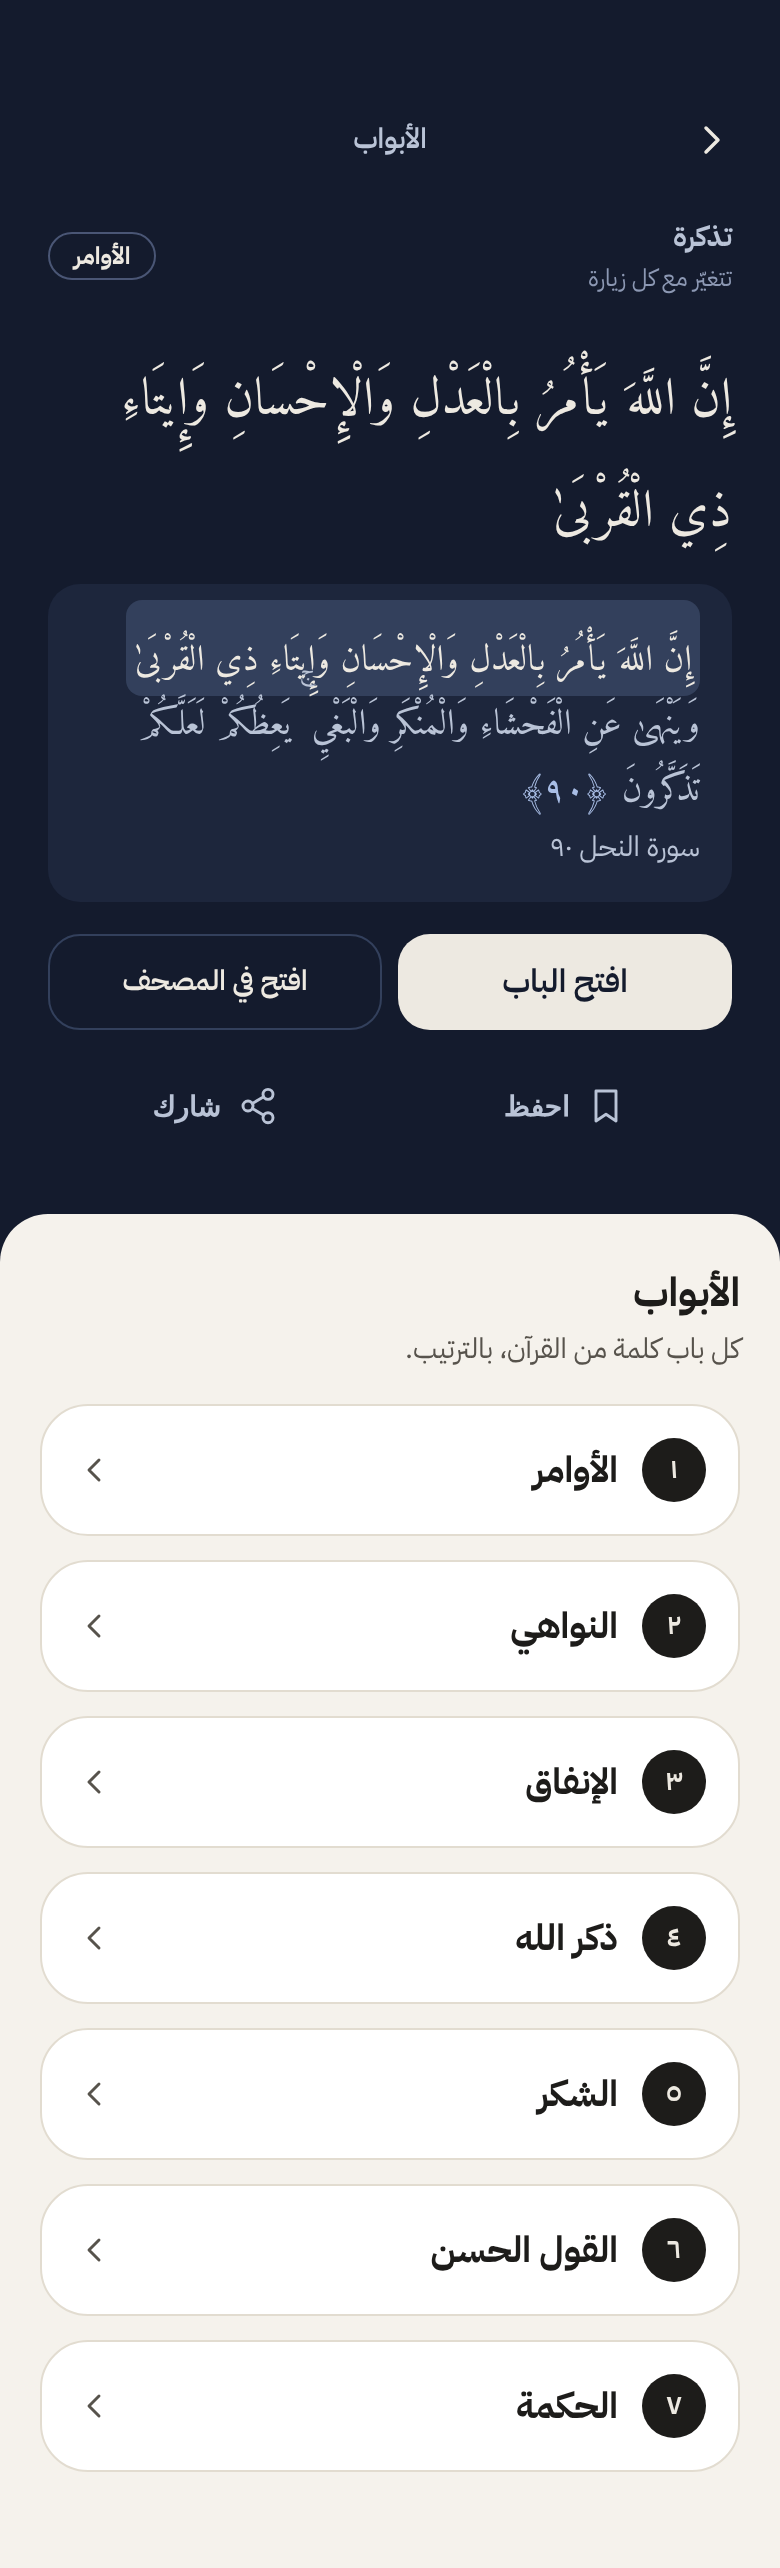 الأبواب
تذكرة
تتغيّر مع كل زيارة
الأوامر
إِنَّ اللَّهَ يَأْمُرُ بِالْعَدْلِ وَالْإِحْسَانِ وَإِيتَاءِ
ذِي الْقُرْبَىٰ
إِنَّ اللَّهَ يَأْمُرُ بِالْعَدْلِ وَالْإِحْسَانِ وَإِيتَاءِ ذِي الْقُرْبَىٰ
وَيَنْهَىٰ عَنِ الْفَحْشَاءِ وَالْمُنْكَرِ وَالْبَغْيِ ۚ يَعِظُكُمْ لَعَلَّكُمْ
تَذَكَّرُونَ ﴿٩٠﴾
سورة النحل ٩٠
افتح الباب
افتح في المصحف
احفظ
شارك
الأبواب
كل باب كلمة من القرآن، بالترتيب.
١ الأوامر
٢ النواهي
٣ الإنفاق
٤ ذكر الله
٥ الشكر
٦ القول الحسن
٧ الحكمة